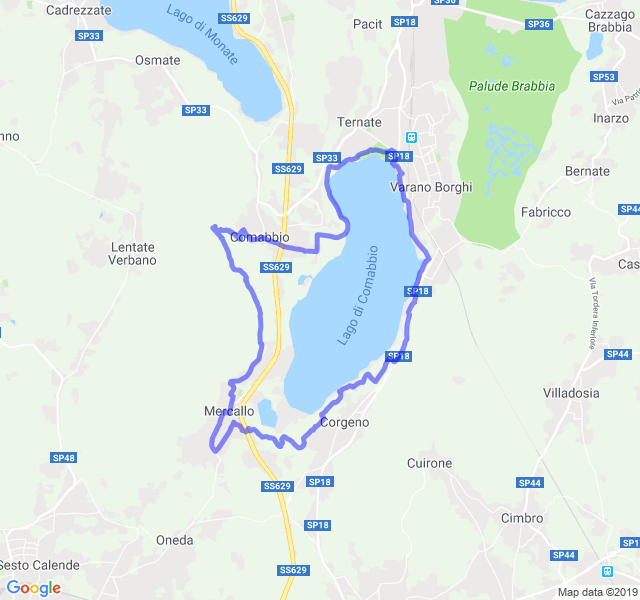 Cadrezzate
SP33
Lago di Monate
SS629
Pacit
SP18
SP36
SP36
Cazzago
Brabbia
Osmate
SP53
Palude Brabbia
Via Patri
SP33
Ternate
Inarzo
nno
SP33
SP18
SS629
Bernate
Varano Borghi
SP44
Fabricco
Comabbio
Lentate
Verbano
SS629
Cas
Lago di Comabbio
SP18
Via Tordera Inferiore
SP18
SP44
Villadosia
Mercallo
Corgeno
SP48
Cuirone
SS629
SP18
SP44
Cimbro
SP18
Oneda
SP1
SP44
Sesto Calende
SS629
Google
Map data ©2019